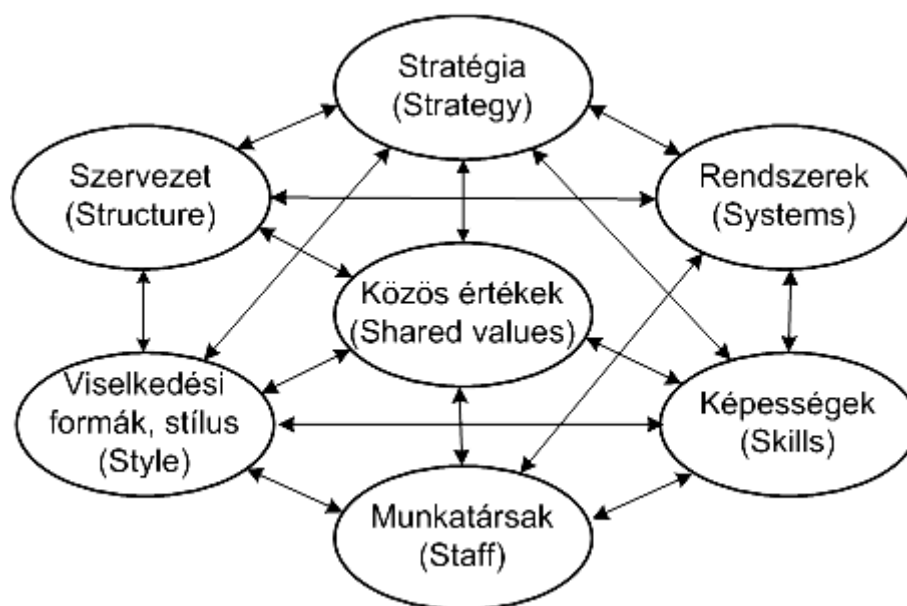 Stratégia
(Strategy)
Szervezet
(Structure)
Rendszerek
(Systems)
Közös értékek
(Shared values)
Viselkedési
formák, stílus
(Style)
Képességek
(Skills)
Munkatársak
(Staff)